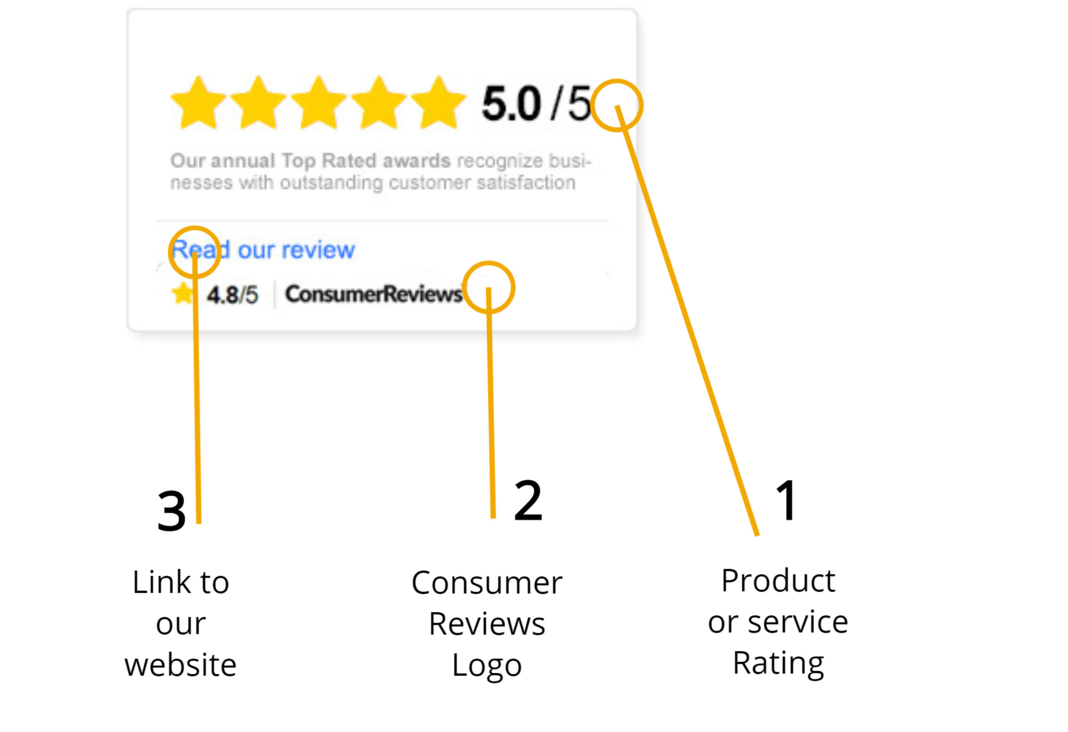 5.0/5
Our annual Top Rated awards recognize busi-
nesses with outstanding customer satisfaction
Read our review
4.8/5 ConsumerReviews
3
Link to
our
website
2
Consumer
Reviews
Logo
1
Product
or service
Rating